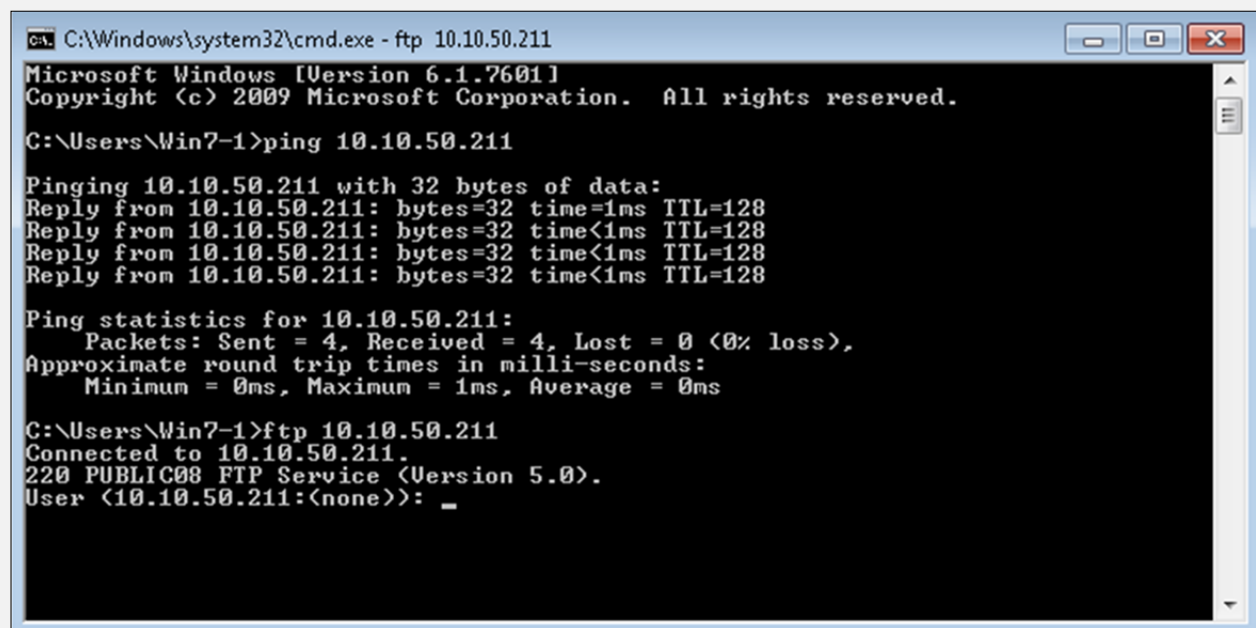 C:\Windows\system32\cmd.exe - ftp 10.10.50.211
Microsoft Windows [Version 6.1.7601]
Copyright (c) 2009 Microsoft Corporation.  All rights reserved.
C:\Users\Win7-1>ping 10.10.50.211
Pinging 10.10.50.211 with 32 bytes of data:
Reply from 10.10.50.211: bytes=32 time=1ms TTL=128
Reply from 10.10.50.211: bytes=32 time<1ms TTL=128
Reply from 10.10.50.211: bytes=32 time<1ms TTL=128
Reply from 10.10.50.211: bytes=32 time<1ms TTL=128
Ping statistics for 10.10.50.211:
    Packets: Sent = 4, Received = 4, Lost = 0 (0% loss),
Approximate round trip times in milli-seconds:
    Minimum = 0ms, Maximum = 1ms, Average = 0ms
C:\Users\Win7-1>ftp 10.10.50.211
Connected to 10.10.50.211.
220 PUBLIC08 FTP Service (Version 5.0).
User (10.10.50.211:(none)): _